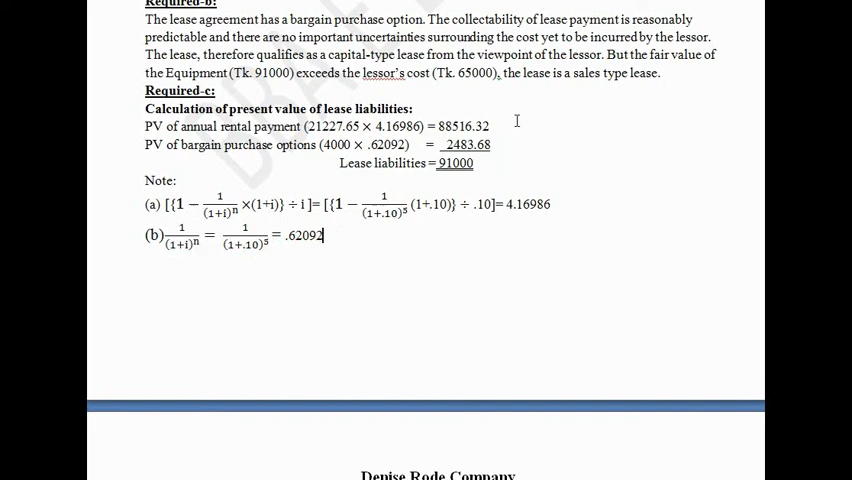 Required-b:
The lease agreement has a bargain purchase option. The collectability of lease payment is reasonably
predictable and there are no important uncertainties surrounding the cost yet to be incurred by the lessor.
The lease, therefore qualifies as a capital-type lease from the viewpoint of the lessor. But the fair value of
the Equipment (Tk. 91000) exceeds the lessor's cost (Tk. 65000), the lease is a sales type lease.
Required-c
Calculation of present value of lease liabilities:
PV of annual rental payment (21227.65 × 4.16986) = 88516.32
PV of bargain purchase options (4000 × .62092) = 2483.68
Lease liabilities = 91000
Note:
(a) [{1 − 1/(1+i)^n ×(1+i)} ÷ i ]= [{1 − 1/(1+.10)^5 (1+.10)} ÷ .10]= 4.16986
(b) 1/(1+i)^n = 1/(1+.10)^5 = .62092
Denise Rode Company